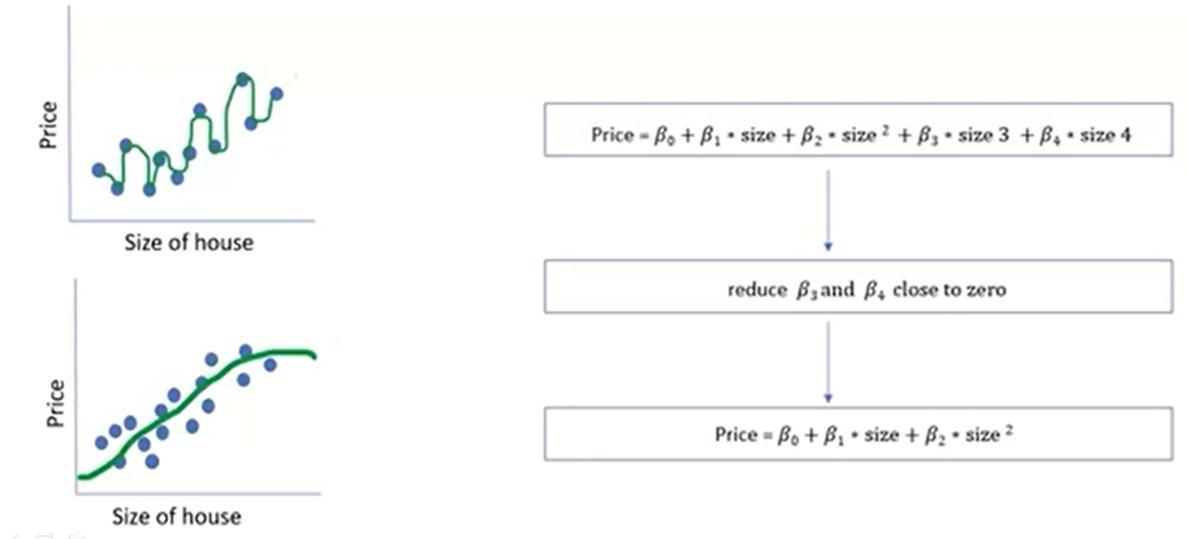 Price
Size of house
Price
Size of house
Price = β₀ + β₁ * size + β₂ * size ² + β₃ * size 3 + β₄ * size 4
reduce β₃ and β₄ close to zero
Price = β₀ + β₁ * size + β₂ * size ²